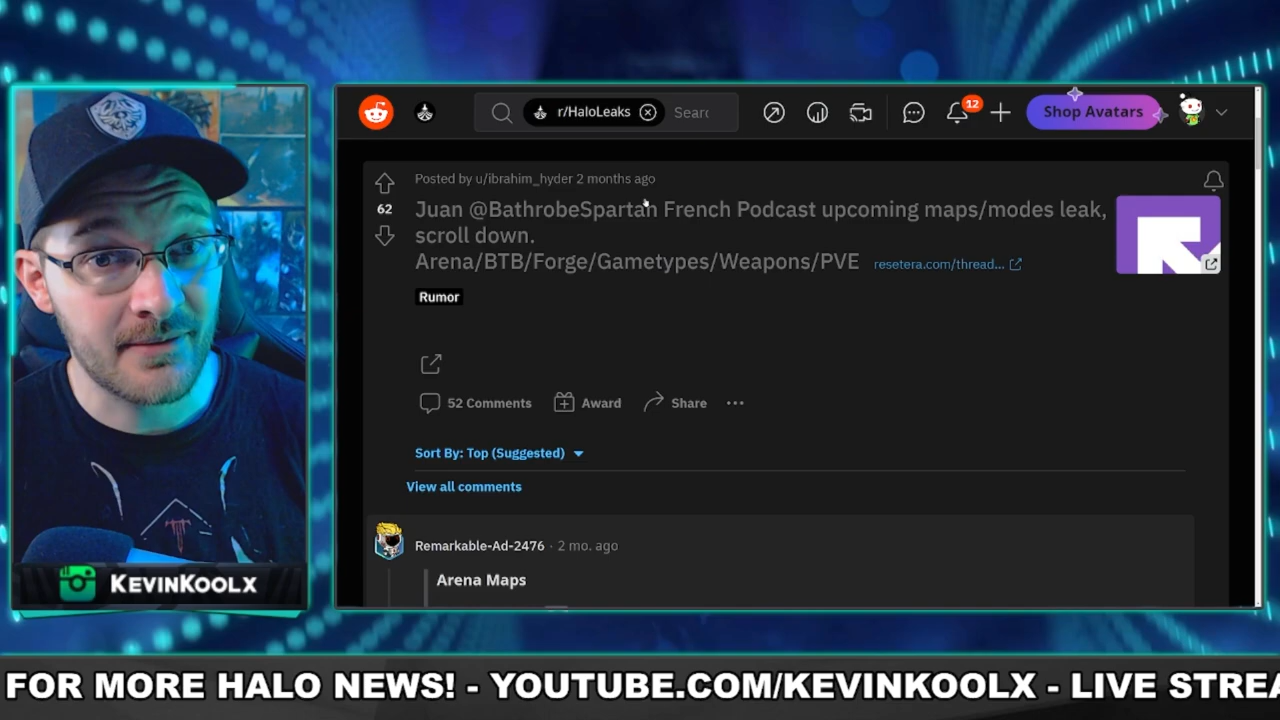 r/HaloLeaks
Searc
12
Shop Avatars
Posted by u/ibrahim_hyder 2 months ago
62
Juan @BathrobeSpartan French Podcast upcoming maps/modes leak,
scroll down.
Arena/BTB/Forge/Gametypes/Weapons/PVE resetera.com/thread...
Rumor
52 Comments
Award
Share
Sort By: Top (Suggested)
View all comments
Remarkable-Ad-2476 · 2 mo. ago
Arena Maps
KEVINKOOLX
FOR MORE HALO NEWS! - YOUTUBE.COM/KEVINKOOLX - LIVE STREA